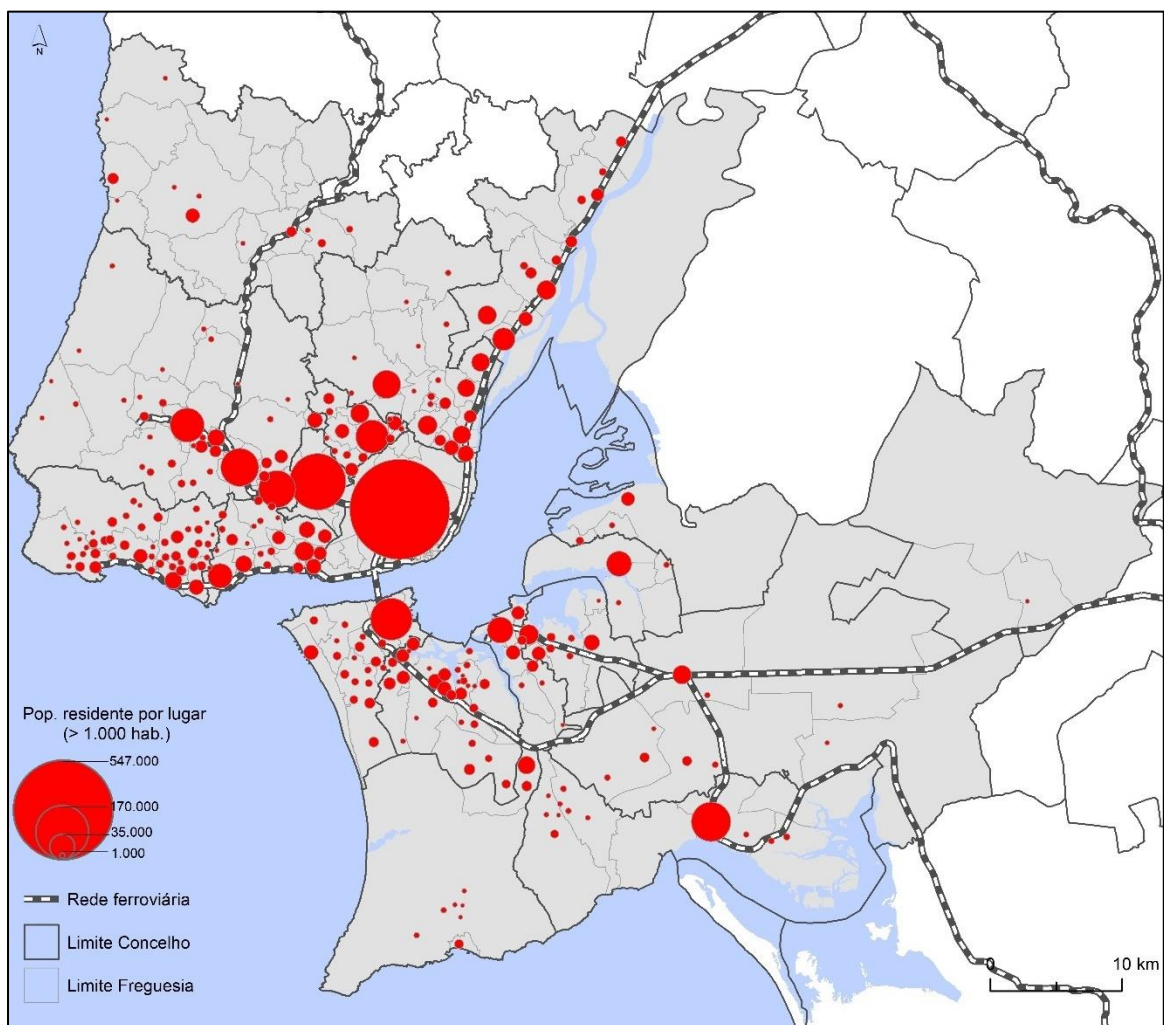 N
Pop. residente por lugar
(> 1.000 hab.)
547.000
170.000
35.000
1.000
Rede ferroviária
Limite Concelho
Limite Freguesia
0 10 km